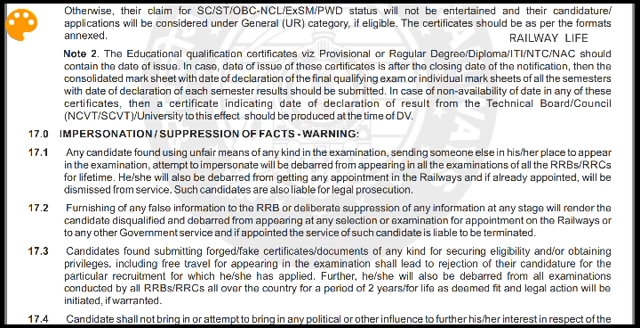 Otherwise, their claim for SC/ST/OBC-NCL/ExSM/PWD status will not be entertained and their candidature/
applications will be considered under General (UR) category, if eligible. The certificates should be as per the formats
annexed.
RAILWAY LIFE
Note 2. The Educational qualification certificates viz Provisional or Regular Degree/Diploma/ITI/NTC/NAC should
contain the date of issue. In case, date of issue of these certificates is after the closing date of the notification, then the
consolidated mark sheet with date of declaration of the final qualifying exam or individual mark sheets of all the semesters
with date of declaration of each semester results should be submitted. In case of non-availability of date in any of these
certificates, then a certificate indicating date of declaration of result from the Technical Board/Council
(NCVT/SCVT)/University to this effect should be produced at the time of DV.
17.0 IMPERSONATION / SUPPRESSION OF FACTS - WARNING:
17.1 Any candidate found using unfair means of any kind in the examination, sending someone else in his/her place to appear
in the examination, attempt to impersonate will be debarred from appearing in all the examinations of all the RRBs/RRCs
for lifetime. He/she will also be debarred from getting any appointment in the Railways and if already appointed, will be
dismissed from service. Such candidates are also liable for legal prosecution.
17.2 Furnishing of any false information to the RRB or deliberate suppression of any information at any stage will render the
candidate disqualified and debarred from appearing at any selection or examination for appointment on the Railways or
to any other Government service and if appointed the service of such candidate is liable to be terminated.
17.3 Candidates found submitting forged/fake certificates/documents of any kind for securing eligibility and/or obtaining
privileges, including free travel for appearing in the examination shall lead to rejection of their candidature for the
particular recruitment for which he/she has applied. Further, he/she will also be debarred from all examinations
conducted by all RRBs/RRCs all over the country for a period of 2 years/for life as deemed fit and legal action will be
initiated, if warranted.
17.4 Candidate shall not bring in or attempt to bring in any political or other influence to further his/her interest in respect of the